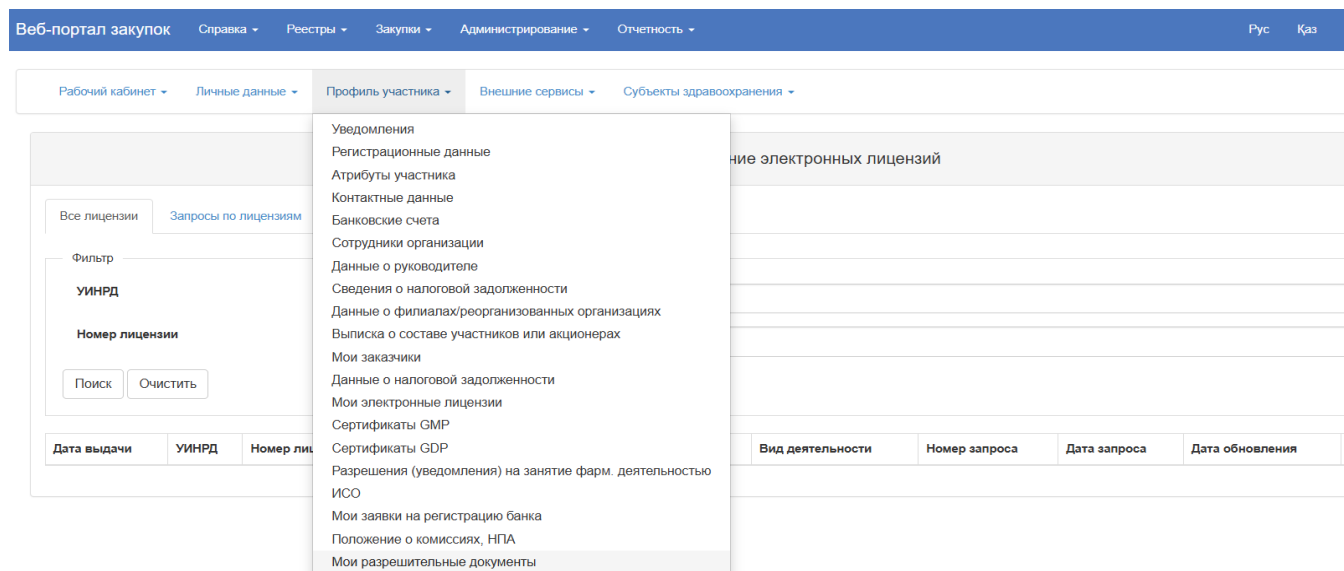 Веб-портал закупок Справка Реестры Закупки Администрирование Отчетность Рус Қаз
Рабочий кабинет Личные данные Профиль участника Внешние сервисы Субъекты здравоохранения
Уведомления
Регистрационные данные
Атрибуты участника
Контактные данные
Банковские счета
Сотрудники организации
Данные о руководителе
Сведения о налоговой задолженности
Данные о филиалах/реорганизованных организациях
Выписка о составе участников или акционерах
Мои заказчики
Данные о налоговой задолженности
Мои электронные лицензии
Сертификаты GMP
Сертификаты GDP
Разрешения (уведомления) на занятие фарм. деятельностью
ИСО
Мои заявки на регистрацию банка
Положение о комиссиях, НПА
Мои разрешительные документы
ние электронных лицензий
Все лицензии Запросы по лицензиям
Фильтр
УИНРД
Номер лицензии
Поиск Очистить
Дата выдачи УИНРД Номер лиц Вид деятельности Номер запроса Дата запроса Дата обновления